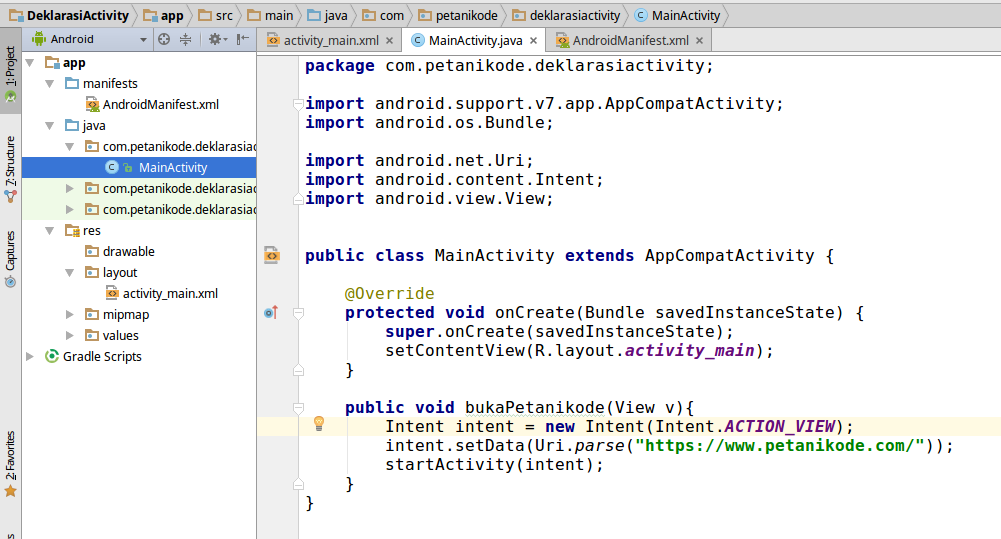 DeklarasiActivity app src main java com petanikode deklarasiactivity MainActivity
Android
activity_main.xml MainActivity.java AndroidManifest.xml
1: Project
7: Structure
Captures
2: Favorites
app
manifests
AndroidManifest.xml
java
com.petanikode.deklarasiac
MainActivity
com.petanikode.deklarasiac
com.petanikode.deklarasiac
res
drawable
layout
activity_main.xml
mipmap
values
Gradle Scripts
package com.petanikode.deklarasiactivity;
import android.support.v7.app.AppCompatActivity;
import android.os.Bundle;
import android.net.Uri;
import android.content.Intent;
import android.view.View;
public class MainActivity extends AppCompatActivity {
@Override
protected void onCreate(Bundle savedInstanceState) {
super.onCreate(savedInstanceState);
setContentView(R.layout.activity_main);
}
public void bukaPetanikode(View v){
Intent intent = new Intent(Intent.ACTION_VIEW);
intent.setData(Uri.parse("https://www.petanikode.com/"));
startActivity(intent);
}
}